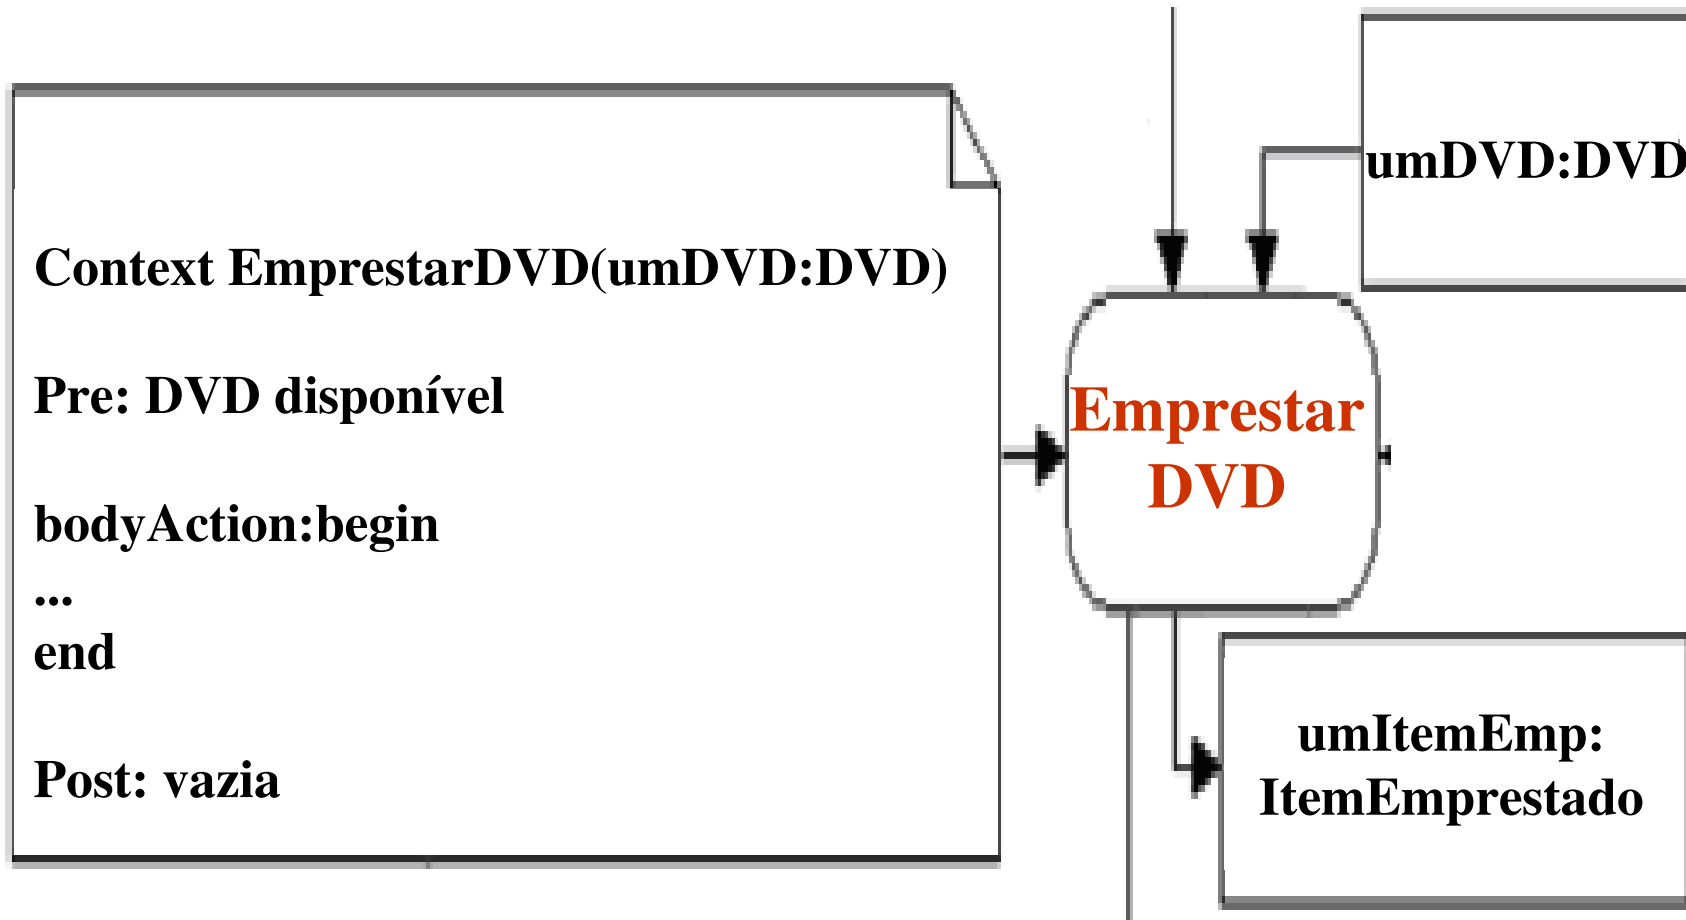 Context EmprestarDVD(umDVD:DVD)
Pre: DVD disponível
bodyAction:begin
...
end
Post: vazia
umDVD:DVD
Emprestar
DVD
umItemEmp:
ItemEmprestado